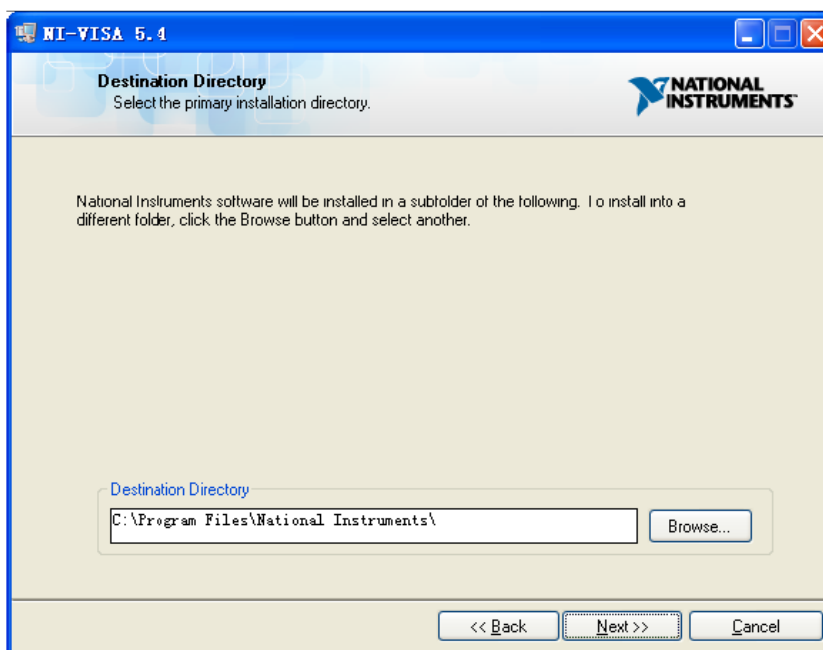 NI-VISA 5.4
Destination Directory
Select the primary installation directory.
NATIONAL
INSTRUMENTS
National Instruments software will be installed in a subfolder of the following. To install into a
different folder, click the Browse button and select another.
Destination Directory
C:\Program Files\National Instruments\
Browse...
<< Back
Next >>
Cancel